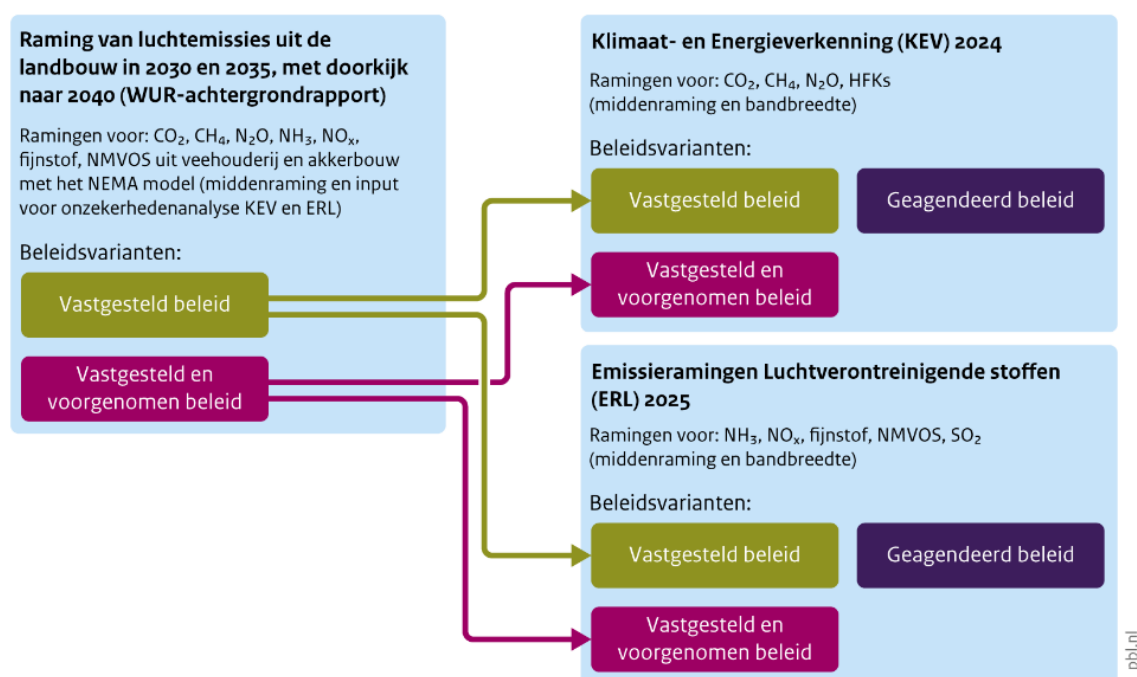 Raming van luchtemissies uit de
landbouw in 2030 en 2035, met doorkijk
naar 2040 (WUR-achtergrondrapport)
Ramingen voor: CO₂, CH₄, N₂O, NH₃, NOₓ,
fijnstof, NMVOS uit veehouderij en akkerbouw
met het NEMA model (middenraming en input
voor onzekerhedenanalyse KEV en ERL)
Beleidsvarianten:
Vastgesteld beleid
Vastgesteld en
voorgenomen beleid
Klimaat- en Energieverkenning (KEV) 2024
Ramingen voor: CO₂, CH₄, N₂O, HFKs
(middenraming en bandbreedte)
Beleidsvarianten:
Vastgesteld beleid
Geagendeerd beleid
Vastgesteld en
voorgenomen beleid
Emissieramingen Luchtverontreinigende stoffen
(ERL) 2025
Ramingen voor: NH₃, NOₓ, fijnstof, NMVOS, SO₂
(middenraming en bandbreedte)
Beleidsvarianten:
Vastgesteld beleid
Geagendeerd beleid
Vastgesteld en
voorgenomen beleid
pbl.nl